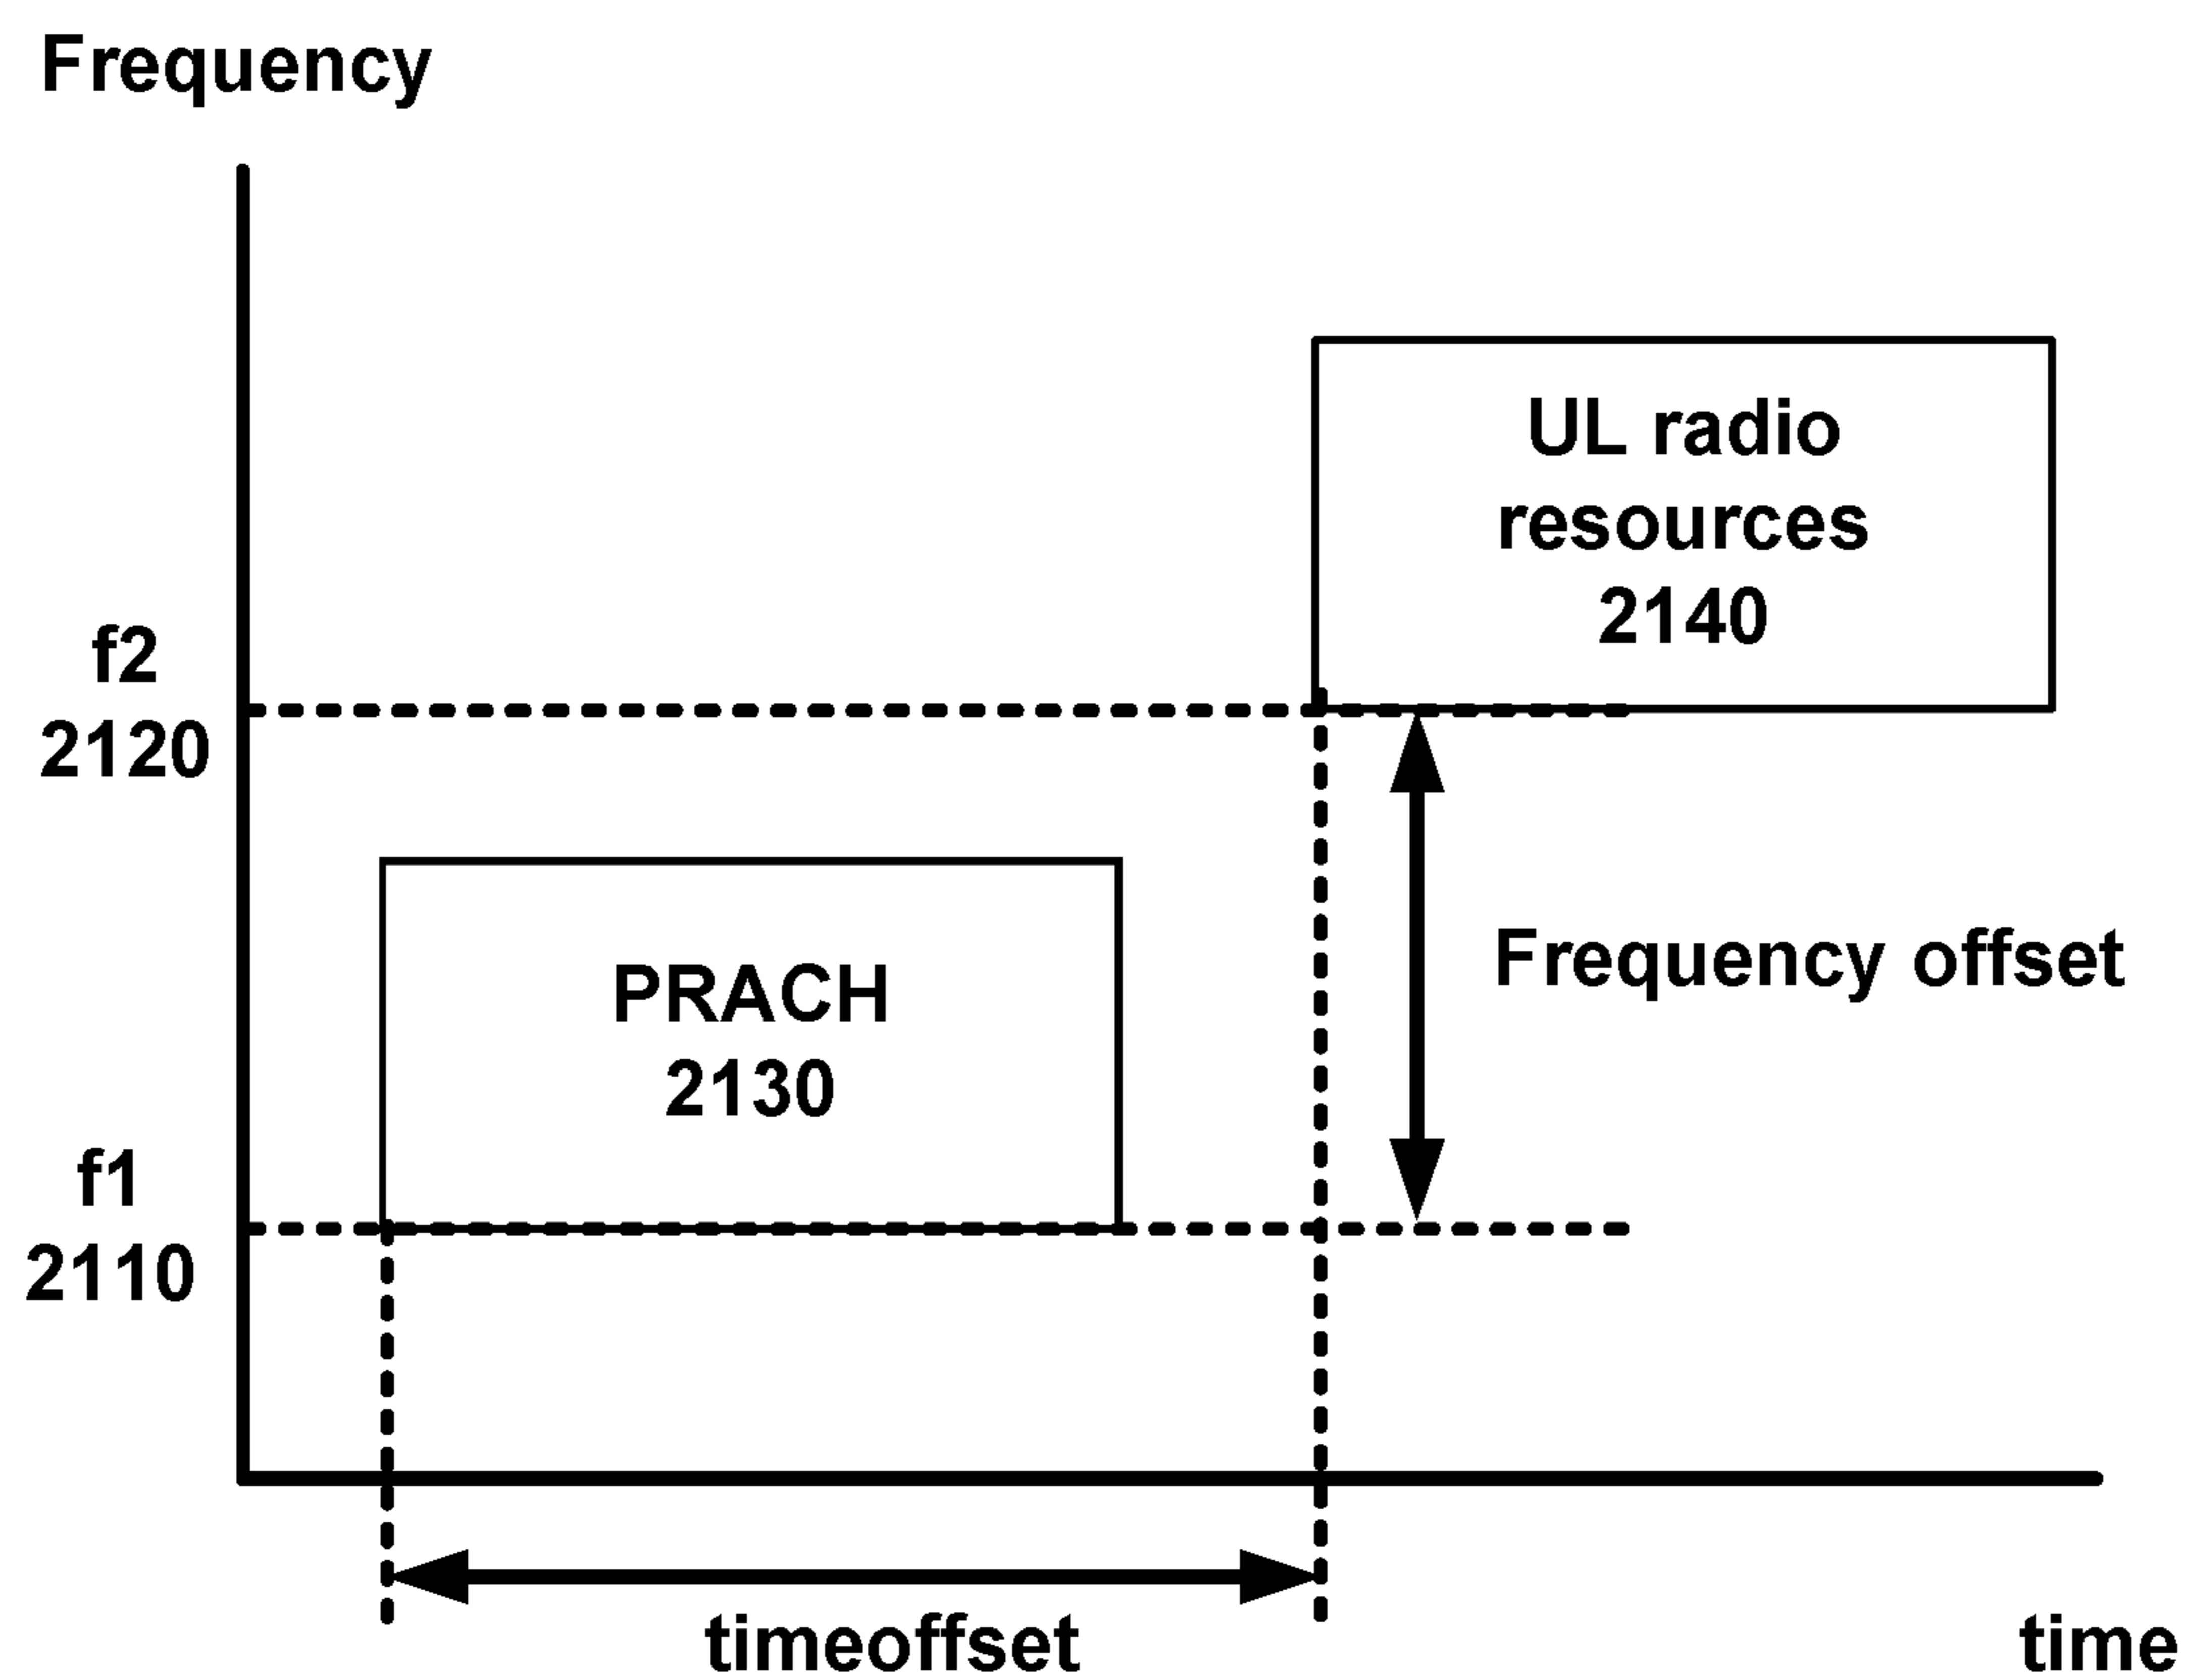 Frequency
UL radio
resources
2140
f2
2120
Frequency offset
PRACH
2130
f1
2110
timeoffset
time